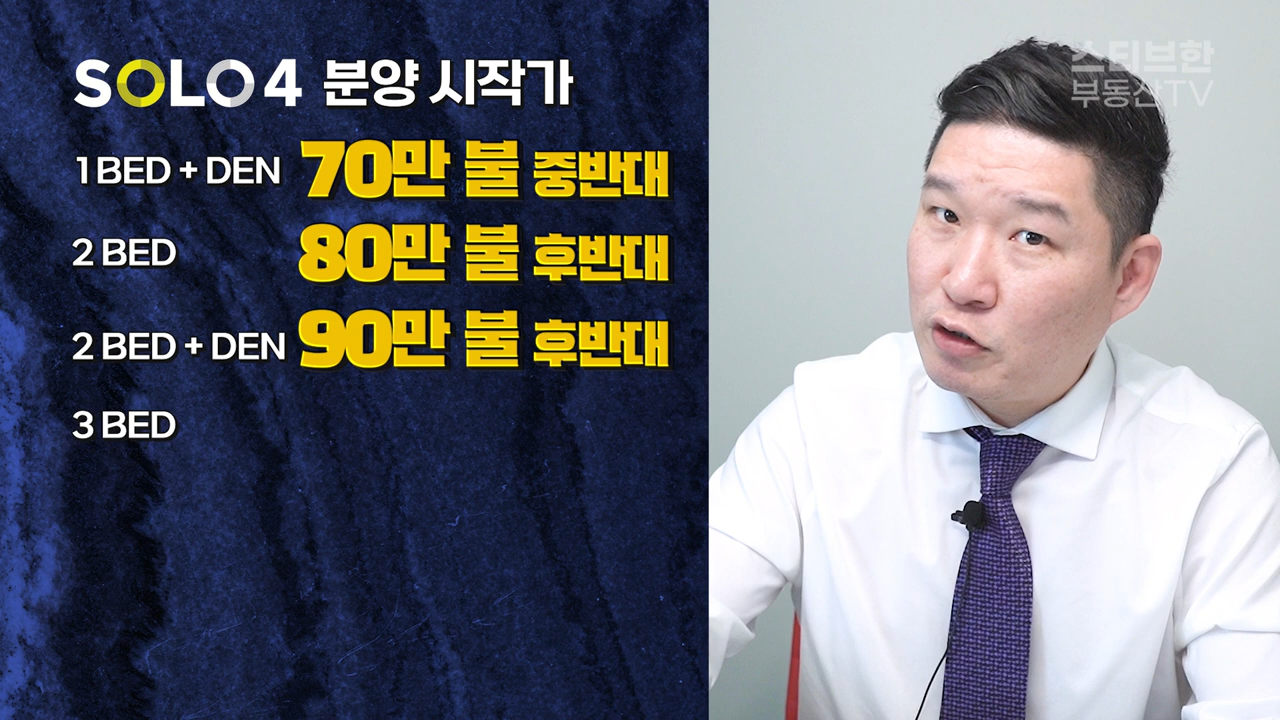 SOLO 4 분양 시작가
1 BED + DEN 70만 불 중반대
2 BED 80만 불 후반대
2 BED + DEN 90만 불 후반대
3 BED
스티브한
부동산TV